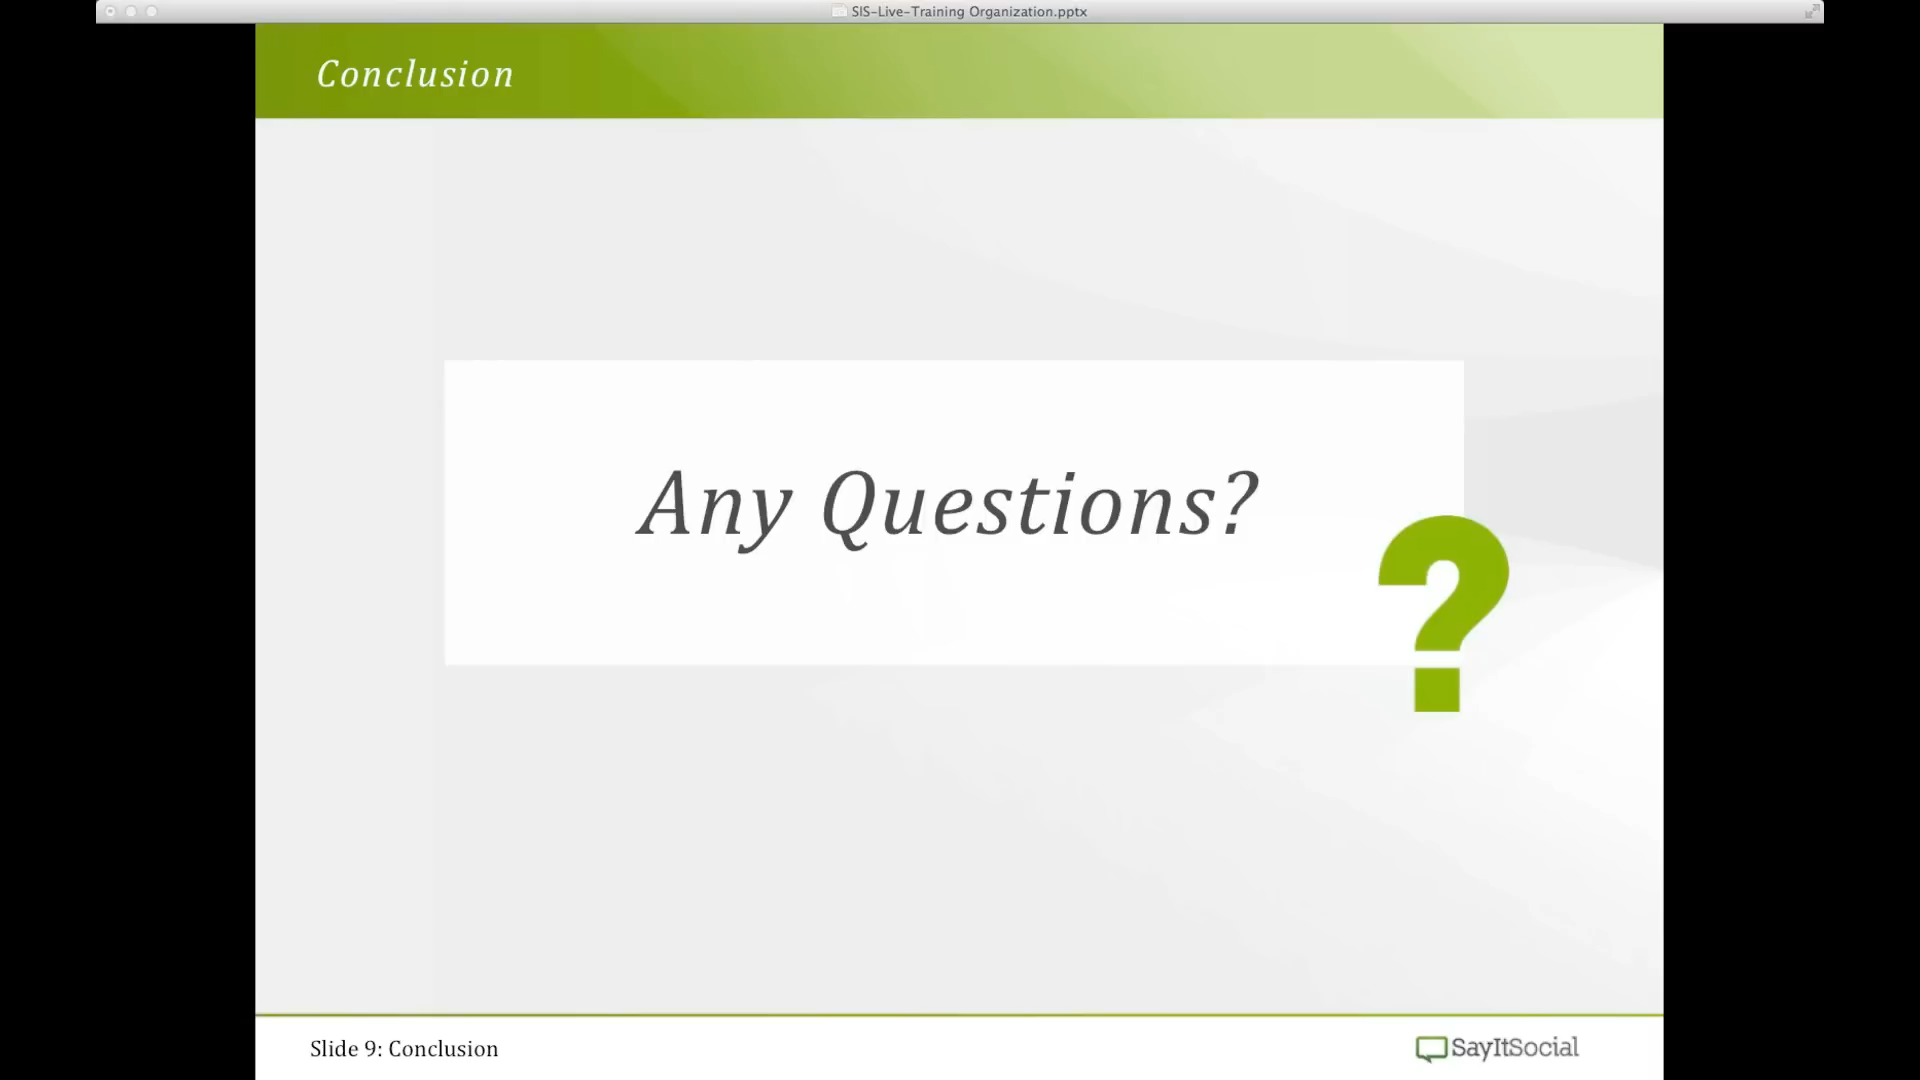 SIS-Live-Training Organization.pptx
Conclusion
Any Questions?
?
Slide 9: Conclusion
SayItSocial